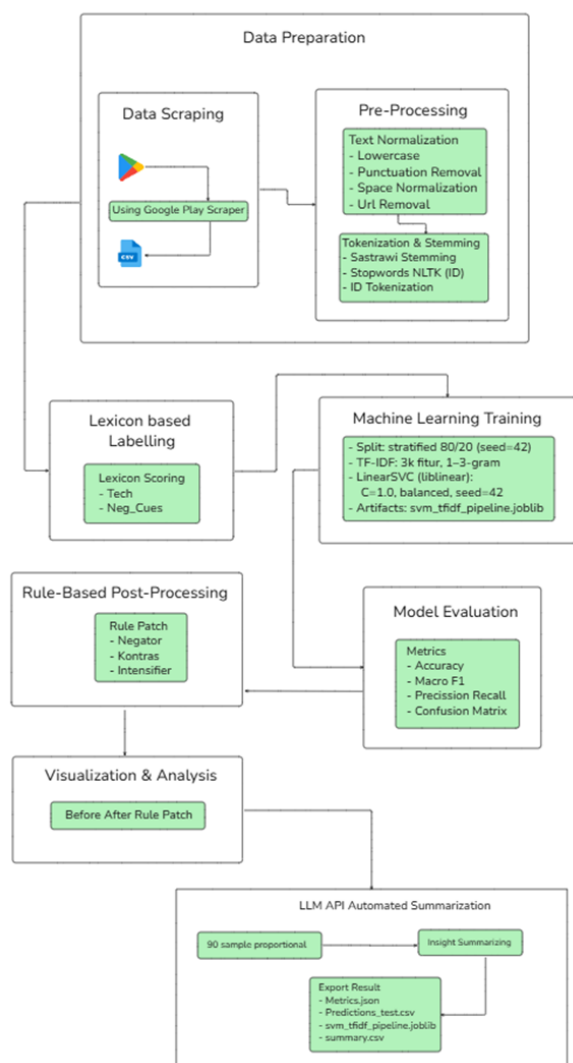 Data Preparation
Data Scraping
Using Google Play Scraper
CSV
Pre-Processing
Text Normalization
- Lowercase
- Punctuation Removal
- Space Normalization
- Url Removal
Tokenization & Stemming
- Sastrawi Stemming
- Stopwords NLTK (ID)
- ID Tokenization
Lexicon based
Labelling
Lexicon Scoring
- Tech
- Neg_Cues
Machine Learning Training
- Split: stratified 80/20 (seed=42)
- TF-IDF: 3k fitur, 1–3-gram
- LinearSVC (liblinear):
C=1.0, balanced, seed=42
- Artifacts: svm_tfidf_pipeline.joblib
Rule-Based Post-Processing
Rule Patch
- Negator
- Kontras
- Intensifier
Model Evaluation
Metrics
- Accuracy
- Macro F1
- Precission Recall
- Confusion Matrix
Visualization & Analysis
Before After Rule Patch
LLM API Automated Summarization
90 sample proportional
Insight Summarizing
Export Result
- Metrics.json
- Predictions_test.csv
- svm_tfidf_pipeline.joblib
- summary.csv